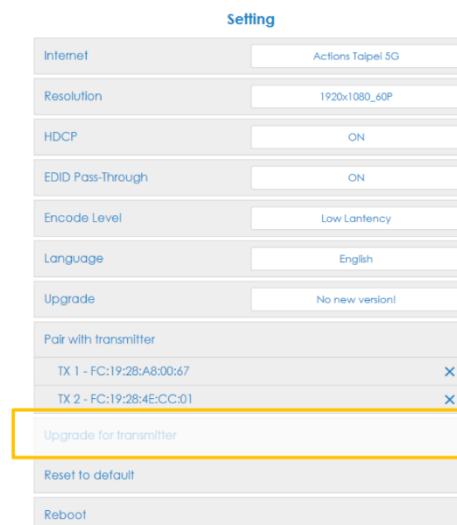 Setting
Internet Actions Taipei 5G
Resolution 1920x1080_60P
HDCP ON
EDID Pass-Through ON
Encode Level Low Lantency
Language English
Upgrade No new version!
Pair with transmitter
TX 1 - FC:19:28:A8:00:67 ×
TX 2 - FC:19:28:4E:CC:01 ×
Upgrade for transmitter
Reset to default
Reboot